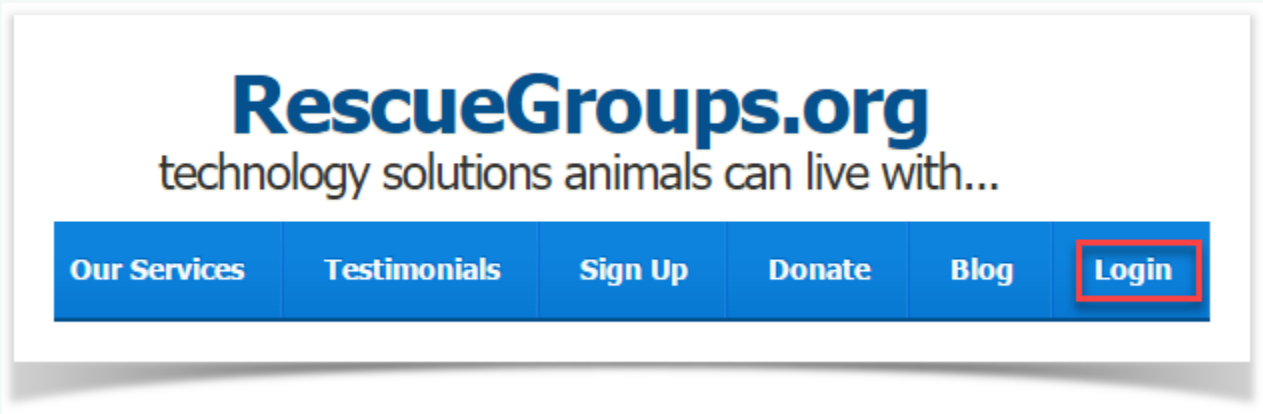 RescueGroups.org
technology solutions animals can live with...
Our Services Testimonials Sign Up Donate Blog Login